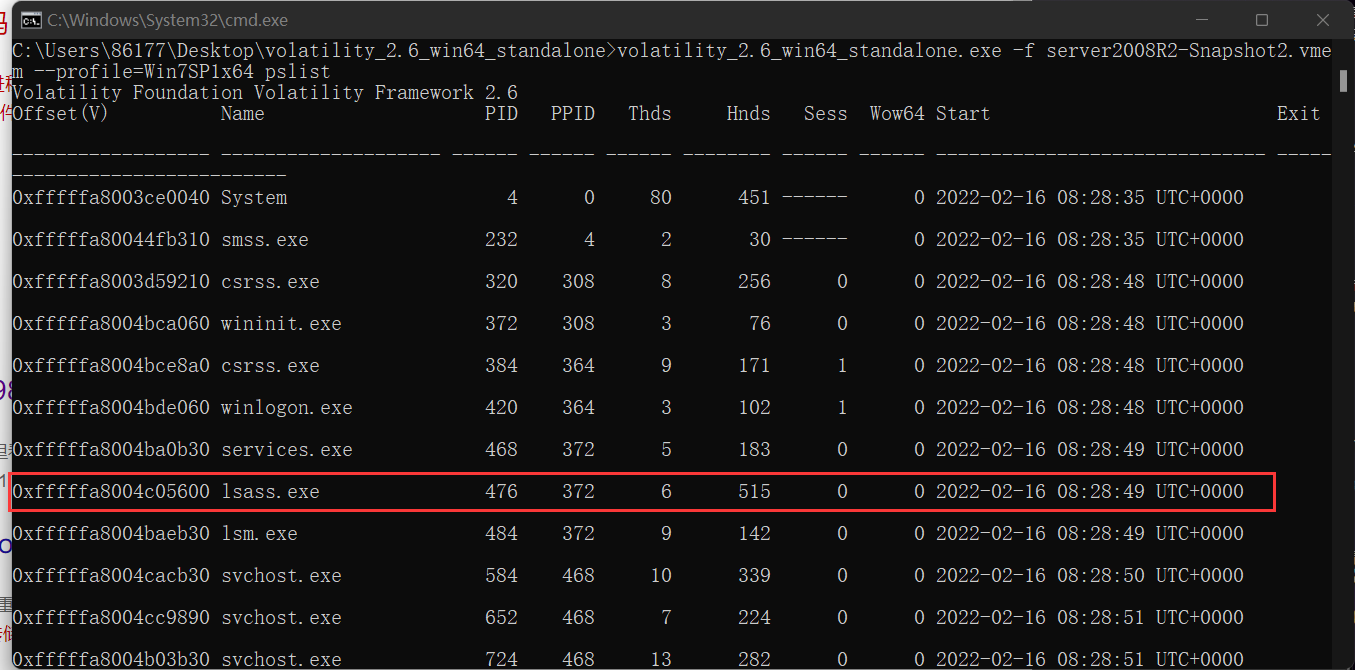 C:\Windows\System32\cmd.exe
C:\Users\86177\Desktop\volatility_2.6_win64_standalone>volatility_2.6_win64_standalone.exe -f server2008R2-Snapshot2.vme
m --profile=Win7SP1x64 pslist
Volatility Foundation Volatility Framework 2.6
Offset(V) Name PID PPID Thds Hnds Sess Wow64 Start Exit
------------------ -------------------- ------ ------ ------ -------- ------ ------ ------------------------------ -----
-------------------------
0xfffffa8003ce0040 System 4 0 80 451 ------ 0 2022-02-16 08:28:35 UTC+0000
0xfffffa80044fb310 smss.exe 232 4 2 30 ------ 0 2022-02-16 08:28:35 UTC+0000
0xfffffa8003d59210 csrss.exe 320 308 8 256 0 0 2022-02-16 08:28:48 UTC+0000
0xfffffa8004bca060 wininit.exe 372 308 3 76 0 0 2022-02-16 08:28:48 UTC+0000
0xfffffa8004bce8a0 csrss.exe 384 364 9 171 1 0 2022-02-16 08:28:48 UTC+0000
0xfffffa8004bde060 winlogon.exe 420 364 3 102 1 0 2022-02-16 08:28:48 UTC+0000
0xfffffa8004ba0b30 services.exe 468 372 5 183 0 0 2022-02-16 08:28:49 UTC+0000
0xfffffa8004c05600 lsass.exe 476 372 6 515 0 0 2022-02-16 08:28:49 UTC+0000
0xfffffa8004baeb30 lsm.exe 484 372 9 142 0 0 2022-02-16 08:28:49 UTC+0000
0xfffffa8004cacb30 svchost.exe 584 468 10 339 0 0 2022-02-16 08:28:50 UTC+0000
0xfffffa8004cc9890 svchost.exe 652 468 7 224 0 0 2022-02-16 08:28:51 UTC+0000
0xfffffa8004b03b30 svchost.exe 724 468 13 282 0 0 2022-02-16 08:28:51 UTC+0000